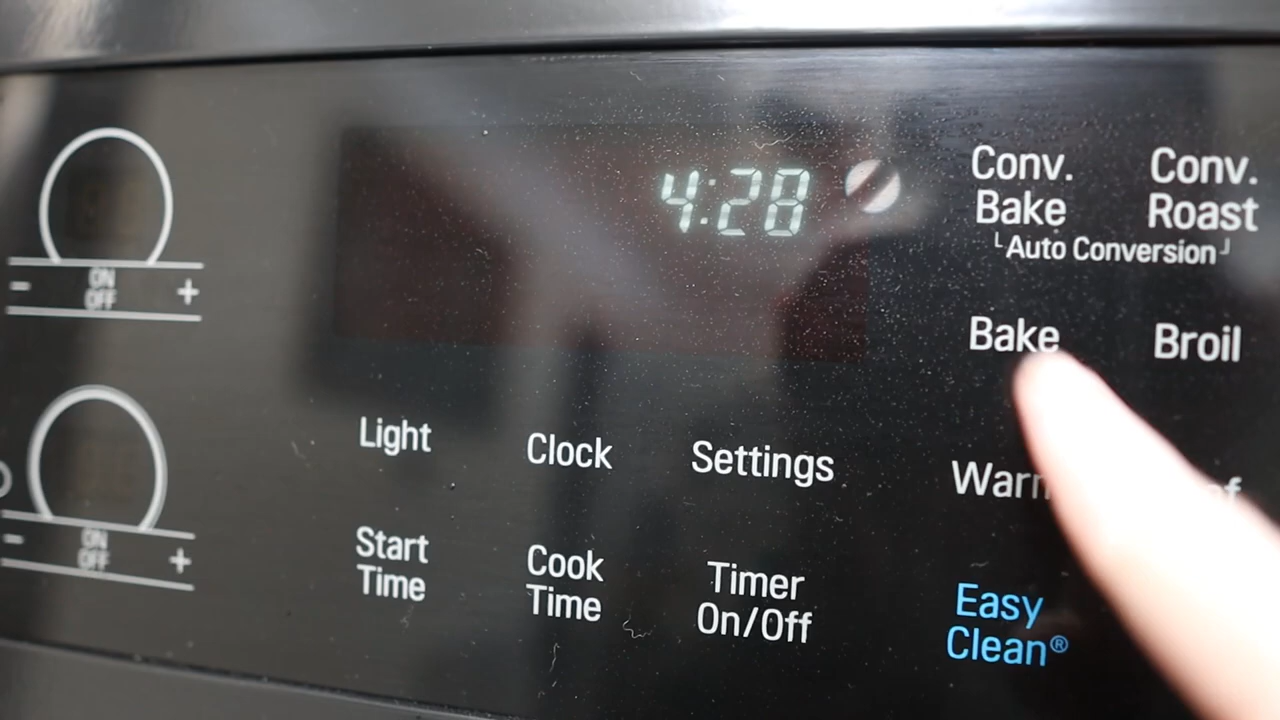 4:28
Conv.
Bake
Conv.
Roast
Auto Conversion
Bake
Broil
- ON
OFF +
Light
Clock
Settings
Start
Time
Cook
Time
Timer
On/Off
Easy
Clean®
- ON
OFF +